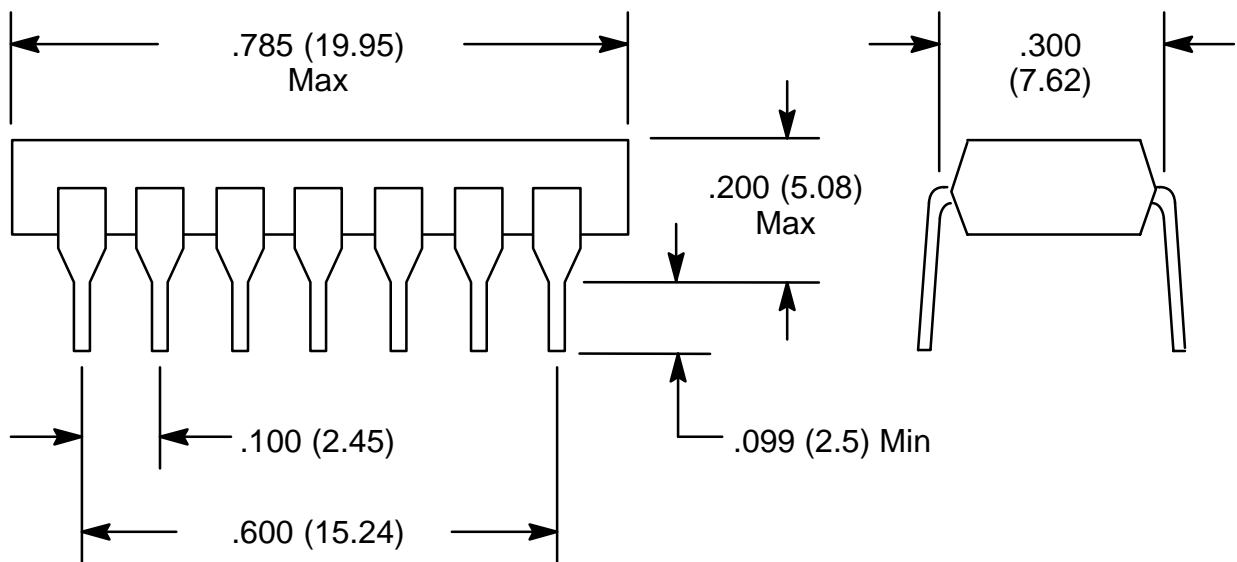 .785 (19.95)
Max
.300
(7.62)
.200 (5.08)
Max
.100 (2.45)
.099 (2.5) Min
.600 (15.24)